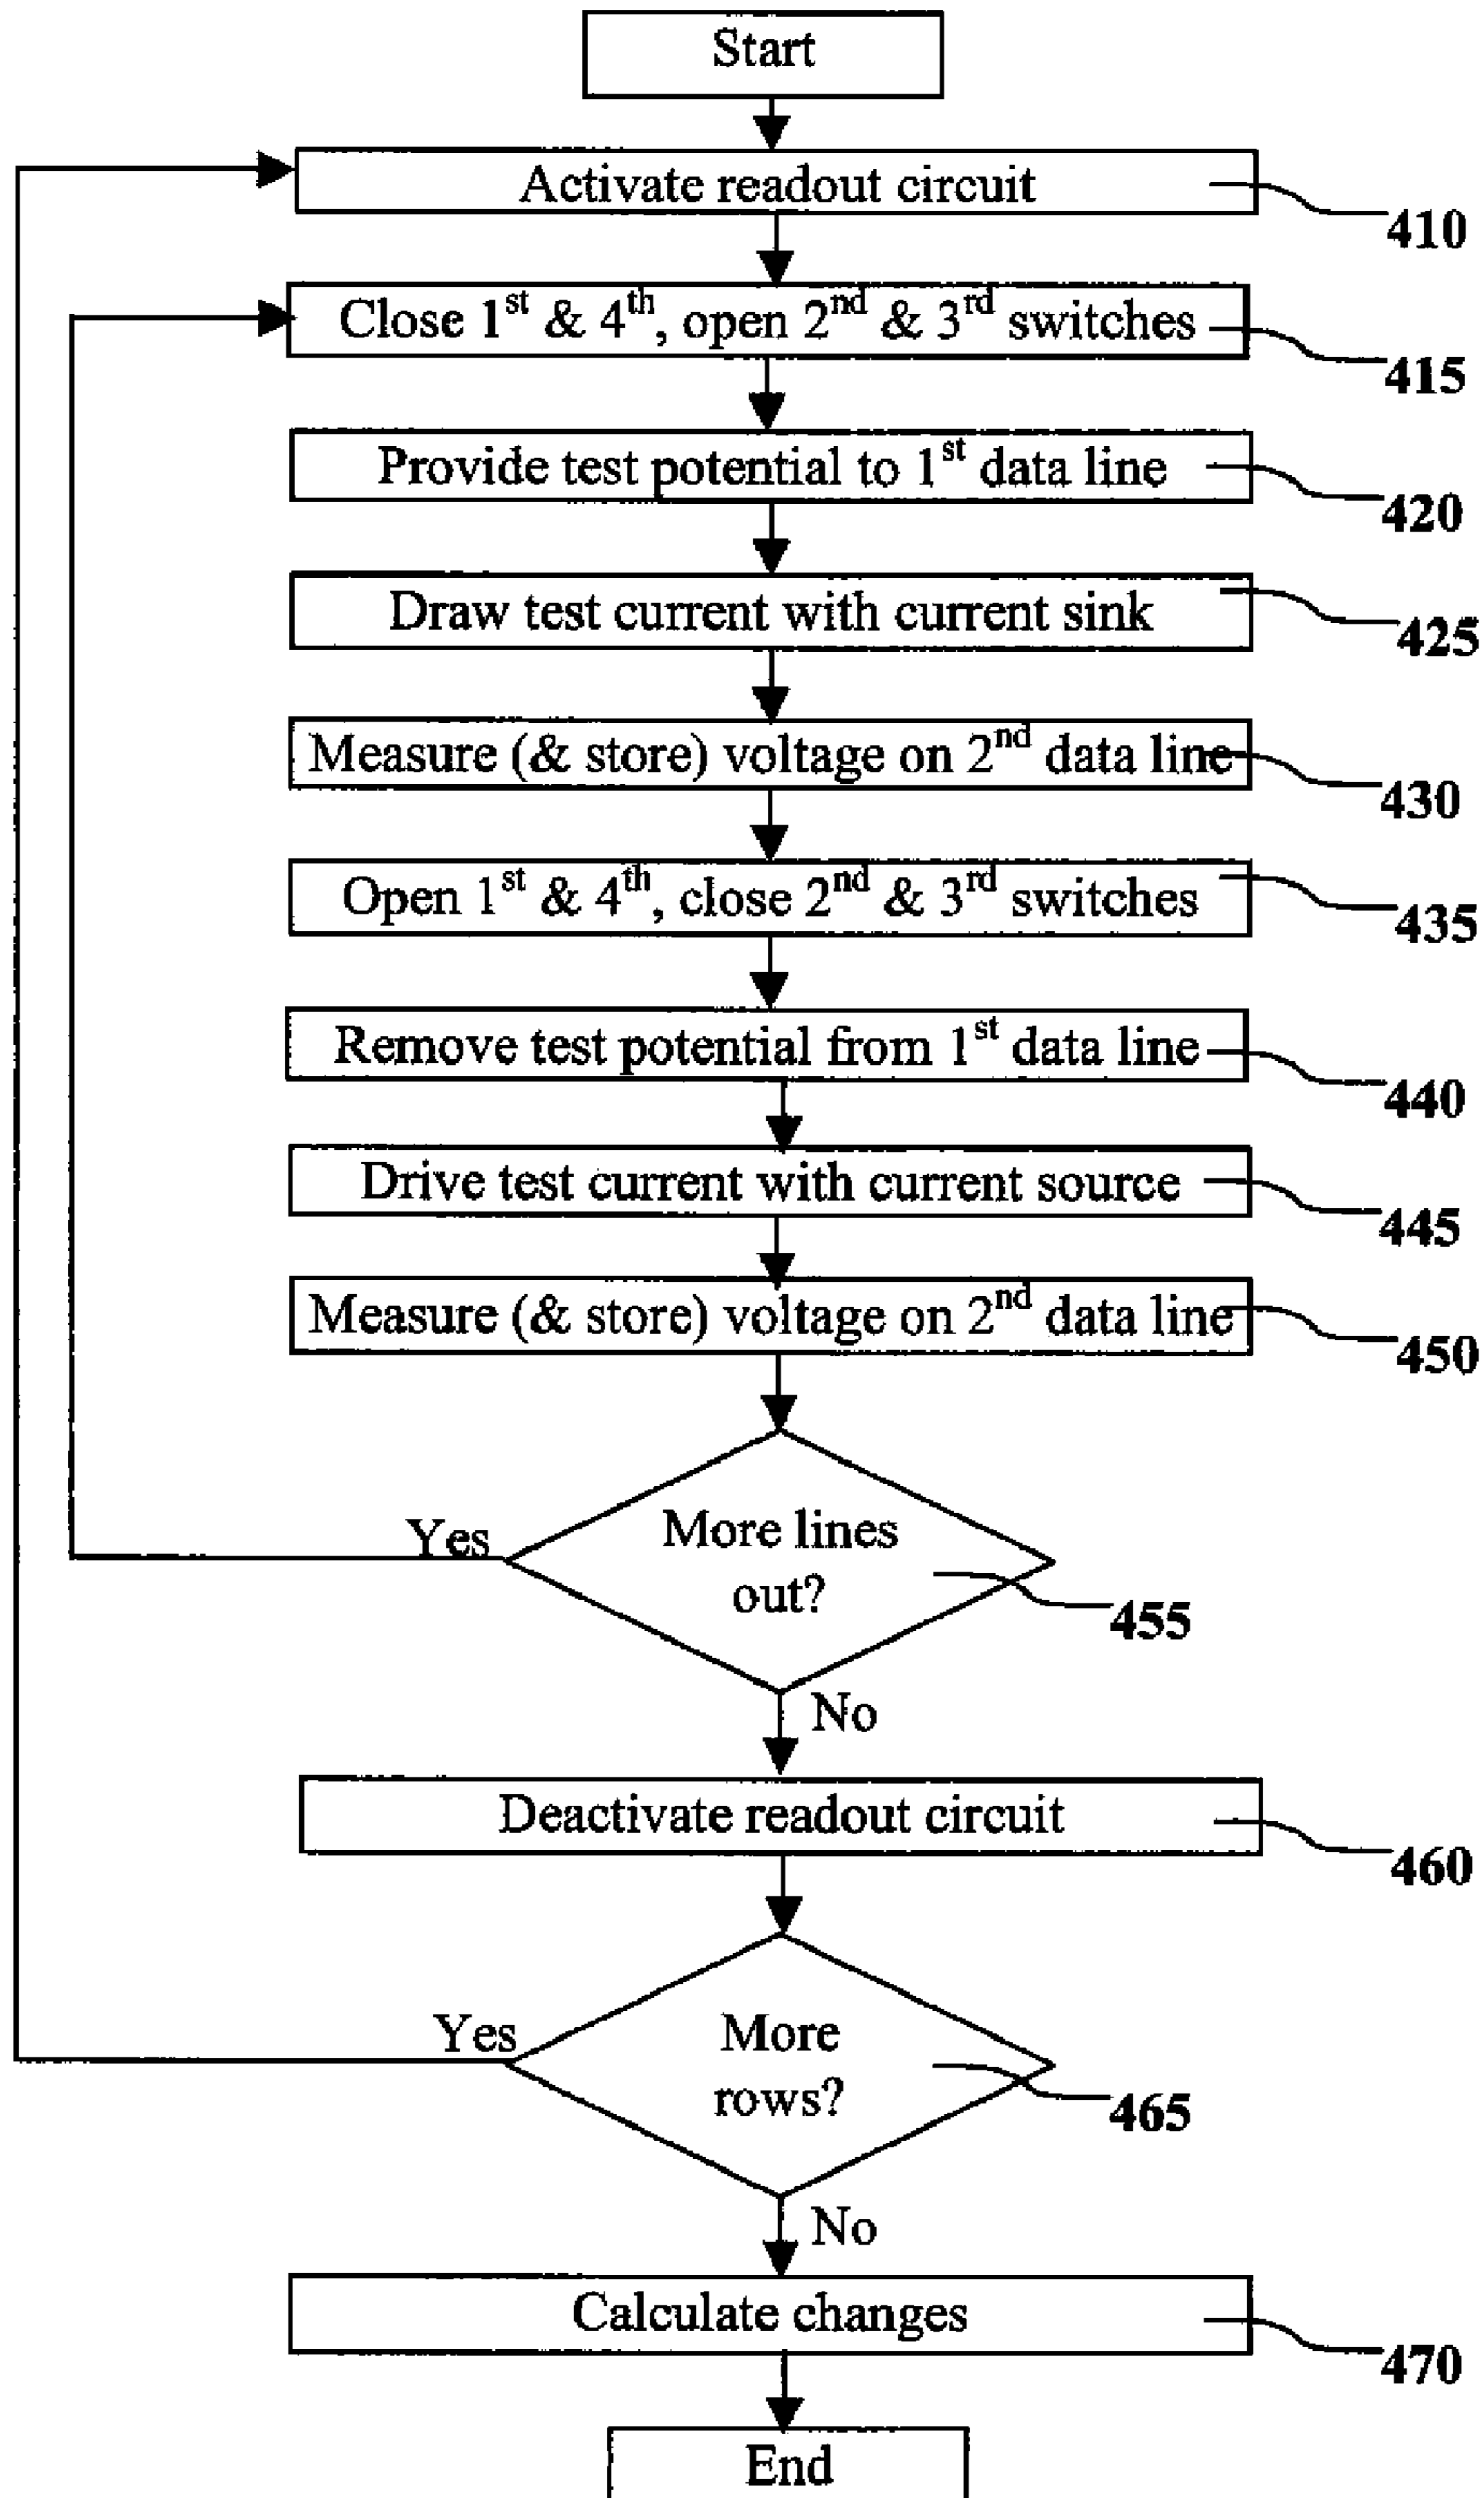 Start
Activate readout circuit
410
Close 1st & 4th, open 2nd & 3rd switches
415
Provide test potential to 1st data line
420
Draw test current with current sink
425
Measure (& store) voltage on 2nd data line
430
Open 1st & 4th, close 2nd & 3rd switches
435
Remove test potential from 1st data line
440
Drive test current with current source
445
Measure (& store) voltage on 2nd data line
450
Yes
More lines
out?
455
No
Deactivate readout circuit
460
Yes
More
rows?
465
No
Calculate changes
470
End